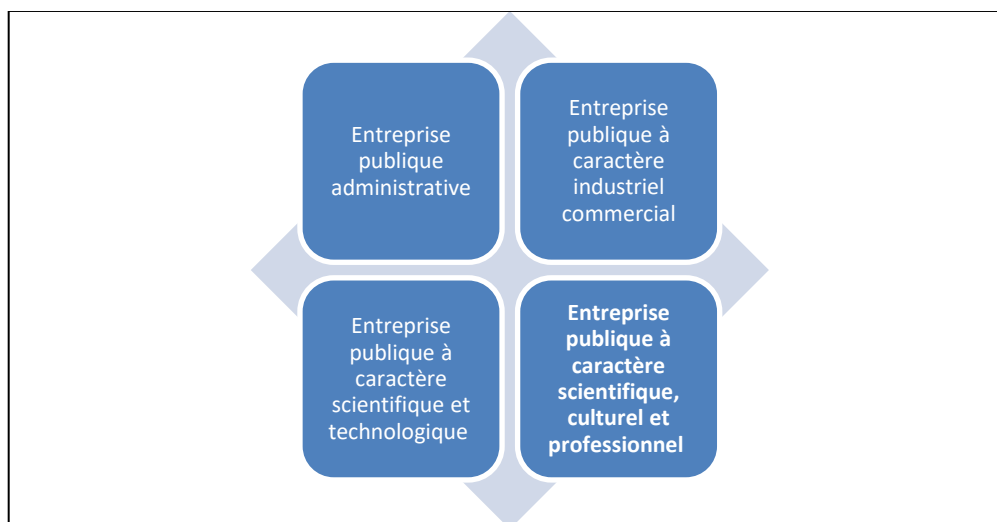 Entreprise
publique
administrative
Entreprise
publique à
caractère
industriel
commercial
Entreprise
publique à
caractère
scientifique et
technologique
Entreprise
publique à
caractère
scientifique,
culturel et
professionnel